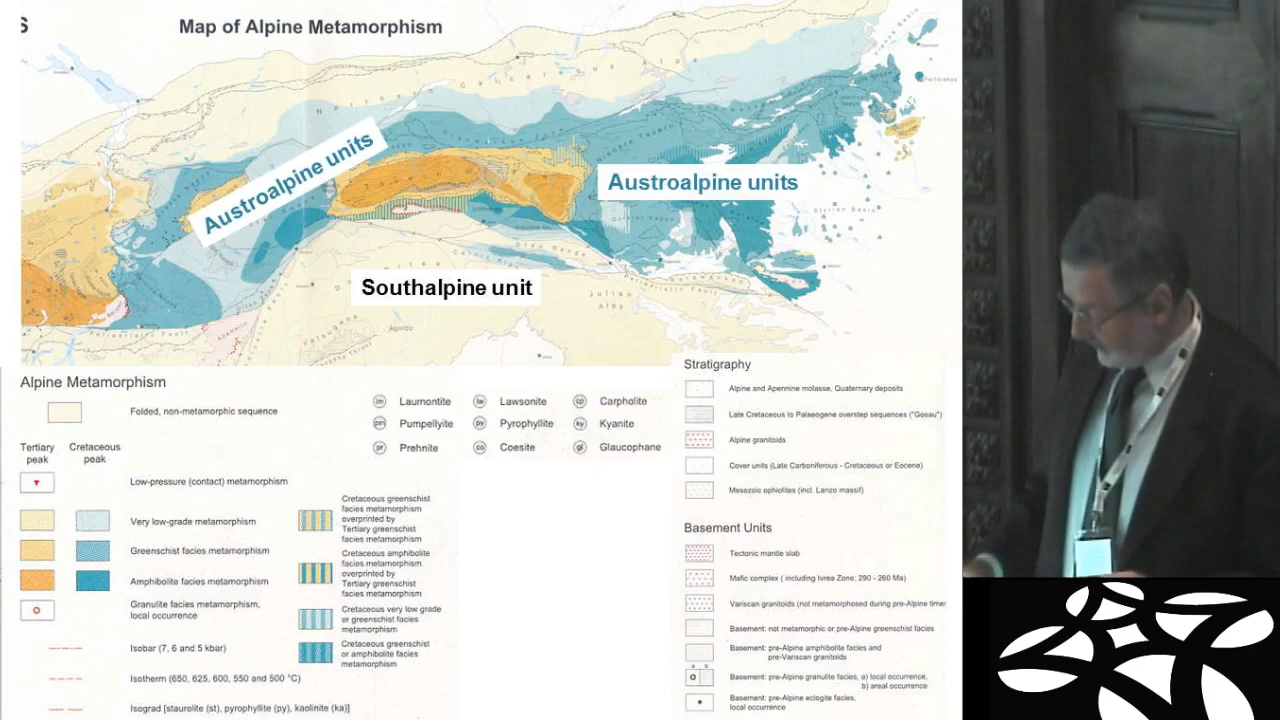 S
Map of Alpine Metamorphism
Austroalpine units
Austroalpine units
Southalpine unit
Julian
Alps
Agordo
Alpine Metamorphism
Folded, non-metamorphic sequence
Tertiary
peak
Cretaceous
peak
Low-pressure (contact) metamorphism
Very low-grade metamorphism
Greenschist facies metamorphism
Amphibolite facies metamorphism
Granulite facies metamorphism,
local occurrence
Isobar (7, 6 and 5 kbar)
Isotherm (650, 625, 600, 550 and 500 °C)
Isograd [staurolite (st), pyrophyllite (py), kaolinite (ka)]
Cretaceous greenschist
facies metamorphism
overprinted by
Tertiary greenschist
facies metamorphism
Cretaceous amphibolite
facies metamorphism
overprinted by
Tertiary greenschist
facies metamorphism
Cretaceous very low grade
or greenschist facies
metamorphism
Cretaceous greenschist
or amphibolite facies
metamorphism
Laumontite
Pumpellyite
Prehnite
Lawsonite
Pyrophyllite
Coesite
Carpholite
Kyanite
Glaucophane
Stratigraphy
Alpine and Apennine molasse, Quaternary deposits
Late Cretaceous to Palaeogene overstep sequences ("Gosau")
Alpine granitoids
Cover units (Late Carboniferous - Cretaceous or Eocene)
Mesozoic ophiolites (incl. Lanzo massif)
Basement Units
Tectonic mantle slab
Mafic complex ( including Ivrea Zone; 290 - 260 Ma)
Variscan granitoids (not metamorphosed during pre-Alpine times
Basement: not metamorphic or pre-Alpine greenschist facies
Basement: pre-Alpine amphibolite facies and
pre-Variscan granitoids
Basement: pre-Alpine granulite facies, a) local occurrence,
b) areal occurrence
Basement: pre-Alpine eclogite facies,
local occurrence